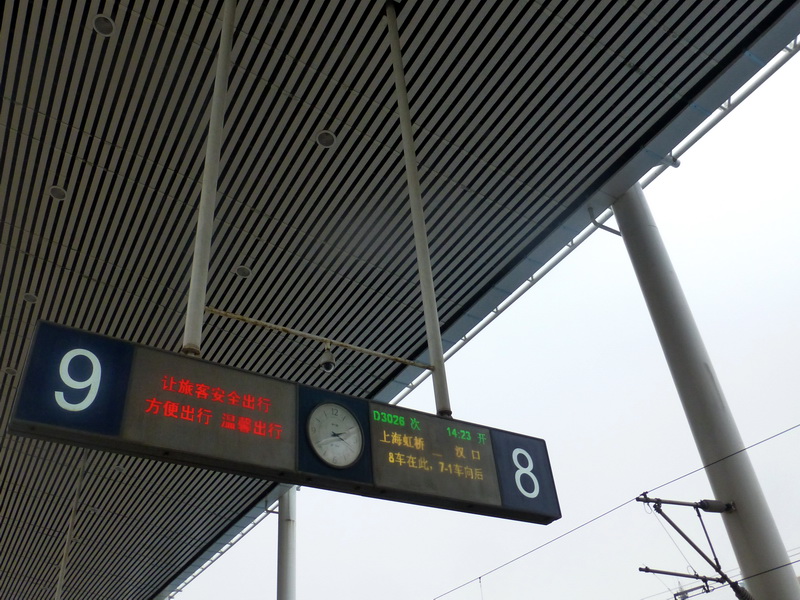 9
让旅客安全出行
方便出行 温馨出行
D3026 次 14:23 开
上海虹桥 — 汉口
8车在此，7-1车向后
8